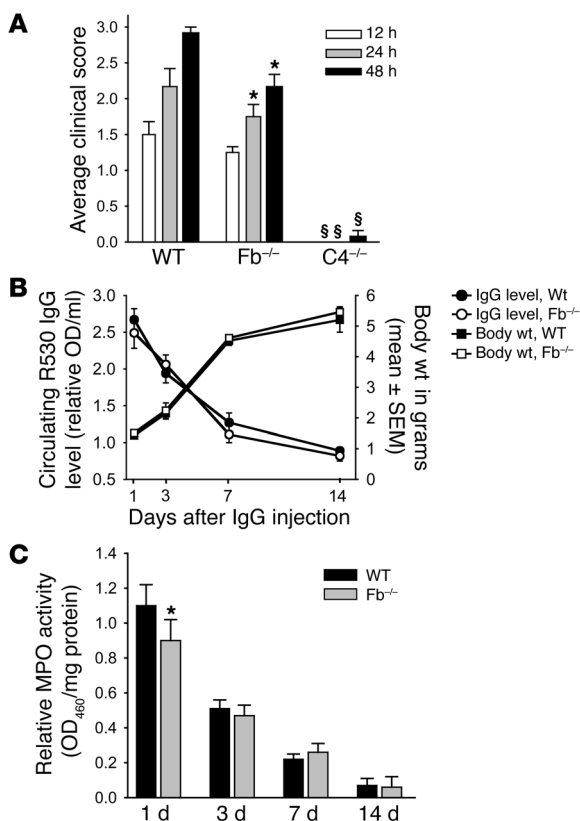 A
Average clinical score
3.0
2.5
2.0
1.5
1.0
0.5
0.0
12 h
24 h
48 h
* *
§ § §
WT Fb⁻/⁻ C4⁻/⁻
B
Circulating R530 IgG
level (relative OD/ml)
3.0
2.5
2.0
1.5
1.0
0.5
6
5
4
3
2
1
0
Body wt in grams
(mean ± SEM)
IgG level, Wt
IgG level, Fb⁻/⁻
Body wt, WT
Body wt, Fb⁻/⁻
1 3 7 14
Days after IgG injection
C
Relative MPO activity
(OD₄₆₀/mg protein)
1.4
1.2
1.0
0.8
0.6
0.4
0.2
0.0
WT
Fb⁻/⁻
*
1 d 3 d 7 d 14 d